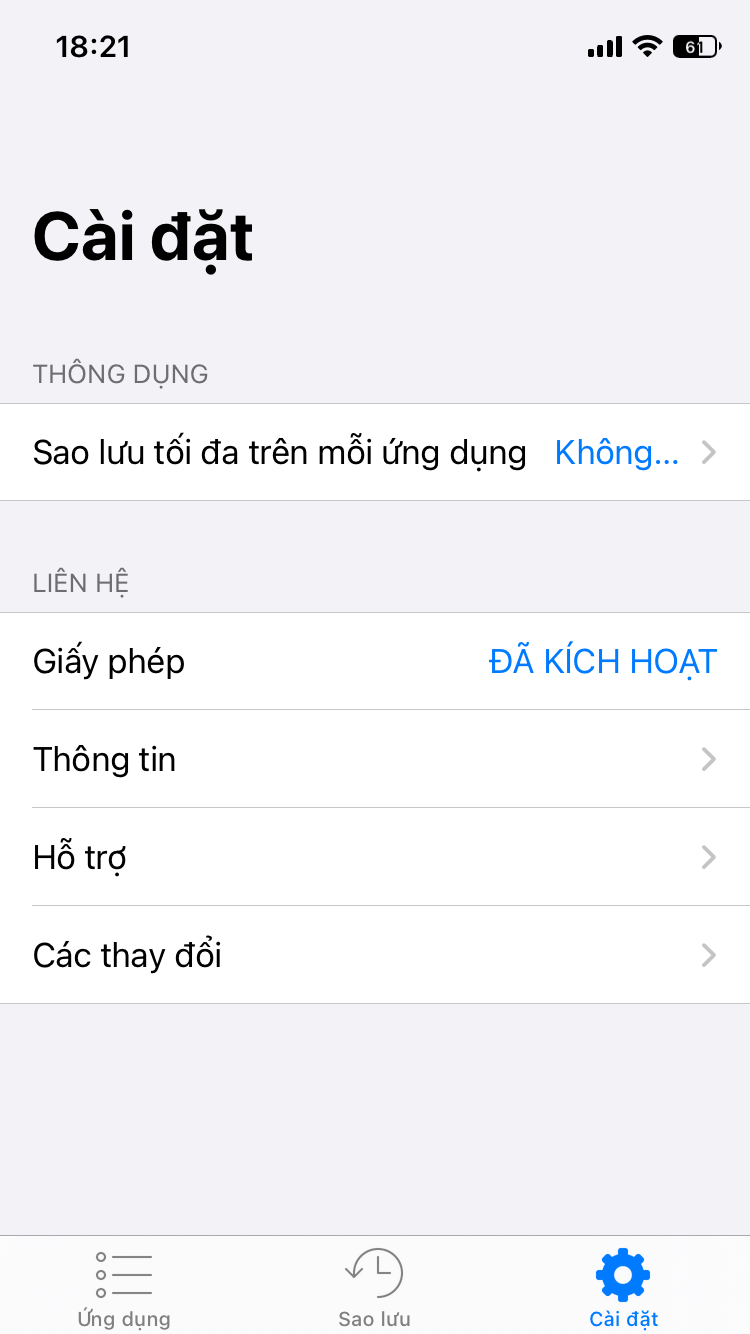 18:21
61
Cài đặt
THÔNG DỤNG
Sao lưu tối đa trên mỗi ứng dụng Không...
LIÊN HỆ
Giấy phép ĐÃ KÍCH HOẠT
Thông tin
Hỗ trợ
Các thay đổi
Ứng dụng Sao lưu Cài đặt